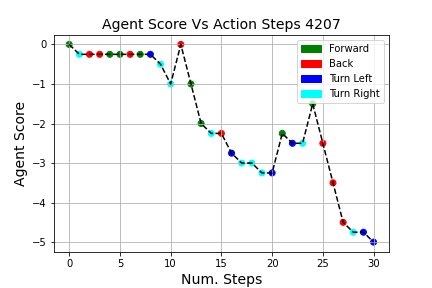 Agent Score Vs Action Steps 4207
Forward
Back
Turn Left
Turn Right
Agent Score
0
−1
−2
−3
−4
−5
0 5 10 15 20 25 30
Num. Steps